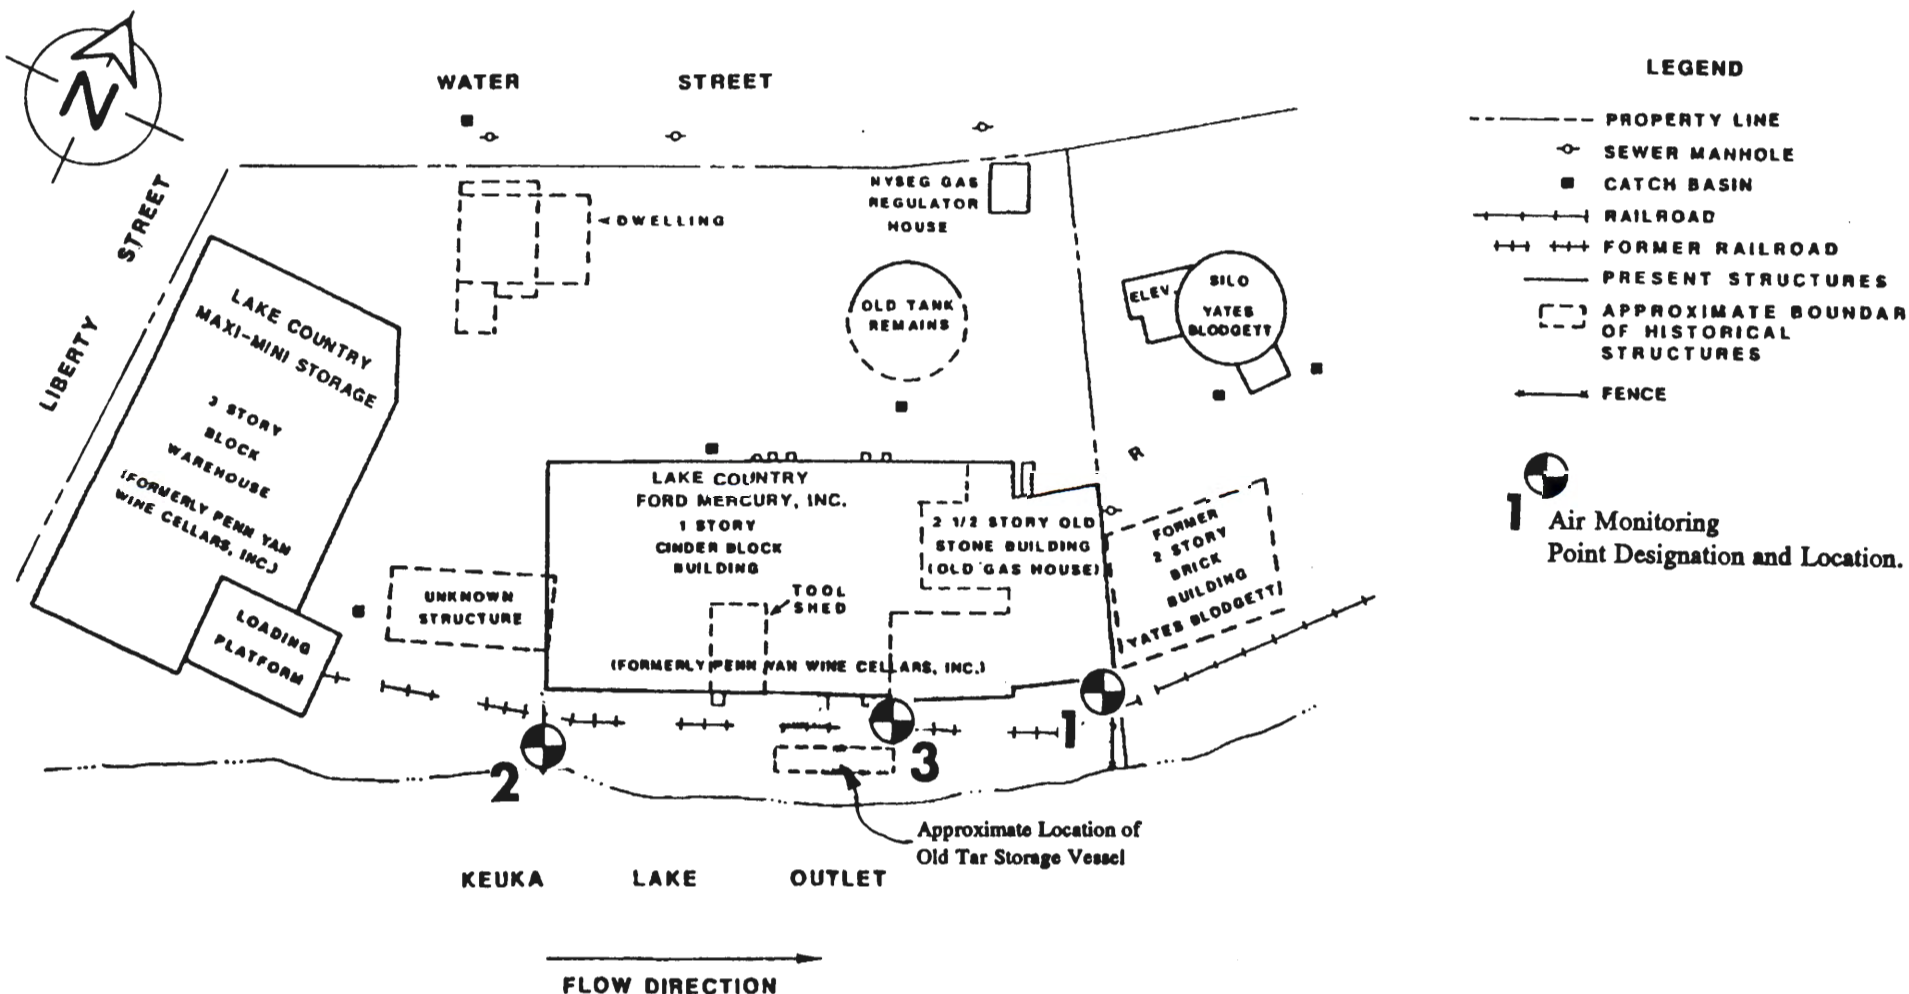 N
WATER STREET
LIBERTY STREET
NYSEG GAS
REGULATOR
HOUSE
DWELLING
OLD TANK
REMAINS
ELEV.
SILO
YATES
BLODGETT
LAKE COUNTRY
MAXI-MINI STORAGE
3 STORY
BLOCK
WAREHOUSE
(FORMERLY PENN YAN
WINE CELLARS, INC.)
LOADING
PLATFORM
UNKNOWN
STRUCTURE
LAKE COUNTRY
FORD MERCURY, INC.
1 STORY
CINDER BLOCK
BUILDING
TOOL
SHED
2 1/2 STORY OLD
STONE BUILDING
(OLD GAS HOUSE)
(FORMERLY PENN YAN WINE CELLARS, INC.)
R
FORMER
2 STORY
BRICK
BUILDING
YATES BLODGETT
1
2
3
Approximate Location of
Old Tar Storage Vessel
KEUKA LAKE OUTLET
FLOW DIRECTION
LEGEND
PROPERTY LINE
SEWER MANHOLE
CATCH BASIN
RAILROAD
FORMER RAILROAD
PRESENT STRUCTURES
APPROXIMATE BOUNDAR
OF HISTORICAL
STRUCTURES
FENCE
1 Air Monitoring
Point Designation and Location.